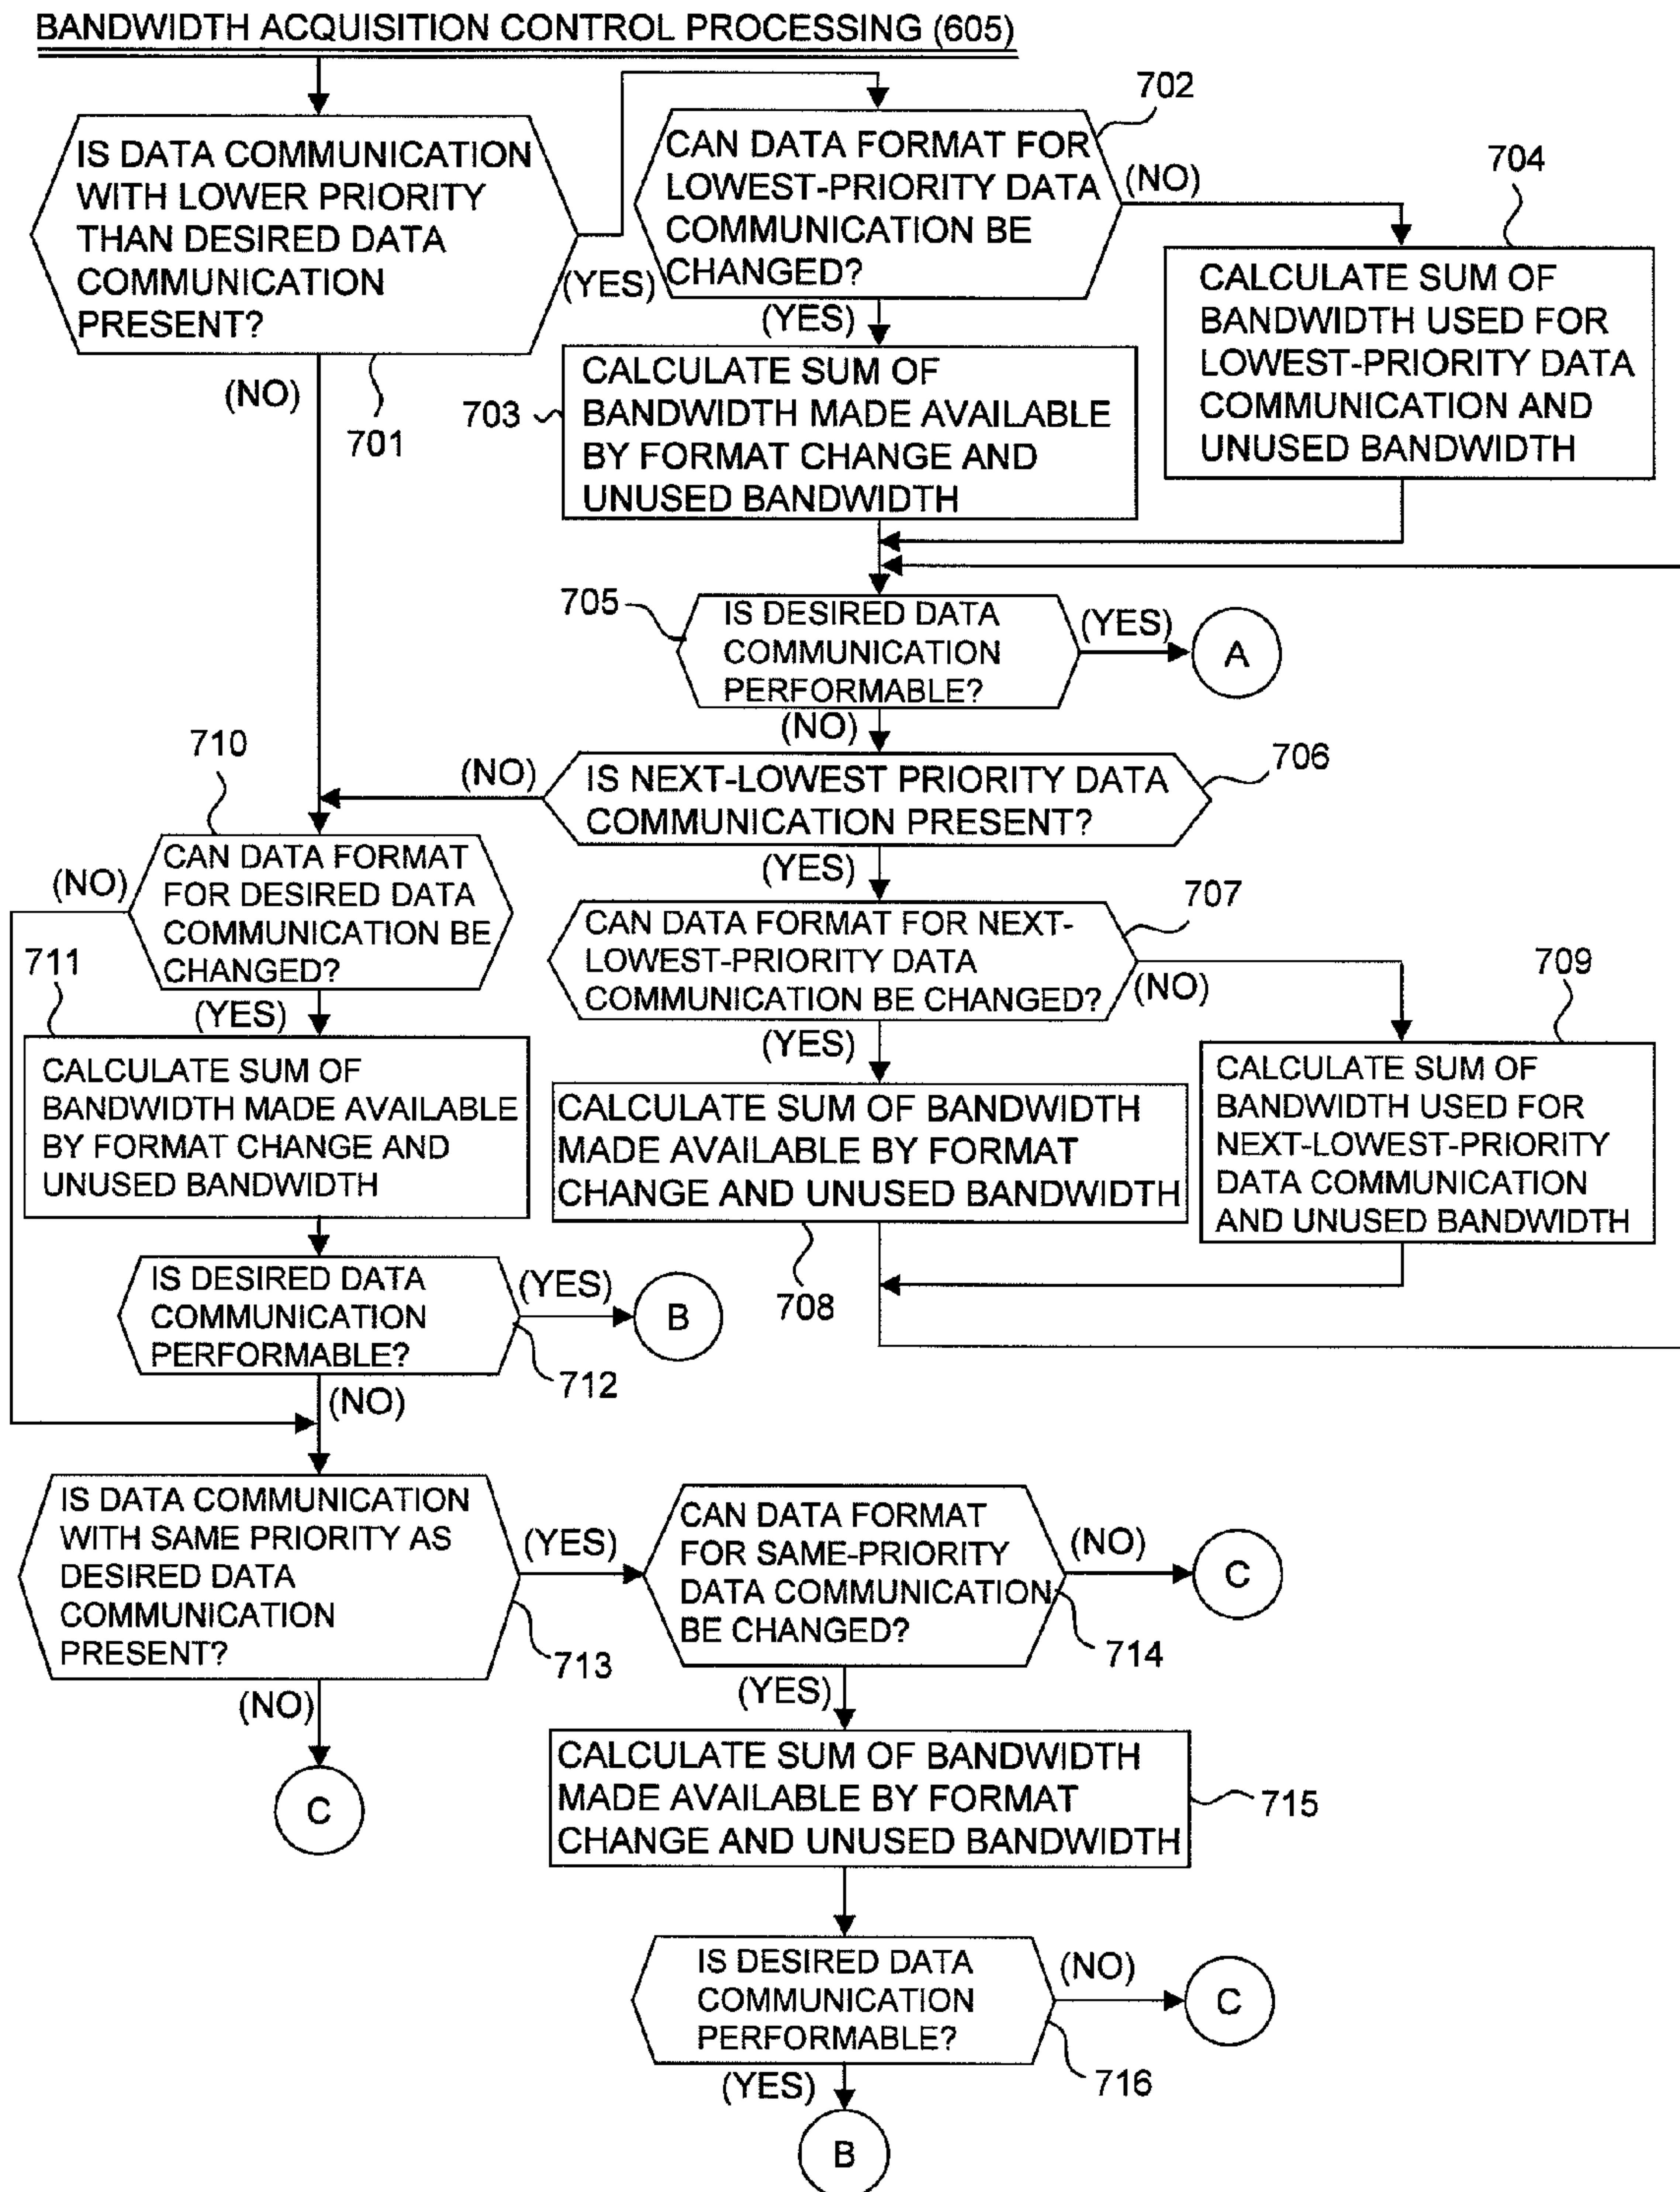 BANDWIDTH ACQUISITION CONTROL PROCESSING (605)
IS DATA COMMUNICATION
WITH LOWER PRIORITY
THAN DESIRED DATA
COMMUNICATION
PRESENT?
(YES)
(NO)
701
CAN DATA FORMAT FOR
LOWEST-PRIORITY DATA
COMMUNICATION BE
CHANGED?
702
(NO)
(YES)
704
CALCULATE SUM OF
BANDWIDTH USED FOR
LOWEST-PRIORITY DATA
COMMUNICATION AND
UNUSED BANDWIDTH
703
CALCULATE SUM OF
BANDWIDTH MADE AVAILABLE
BY FORMAT CHANGE AND
UNUSED BANDWIDTH
705
IS DESIRED DATA
COMMUNICATION
PERFORMABLE?
(YES)
A
(NO)
706
IS NEXT-LOWEST PRIORITY DATA
COMMUNICATION PRESENT?
(NO)
(YES)
710
CAN DATA FORMAT
FOR DESIRED DATA
COMMUNICATION BE
CHANGED?
(NO)
(YES)
707
CAN DATA FORMAT FOR NEXT-
LOWEST-PRIORITY DATA
COMMUNICATION BE CHANGED?
(NO)
(YES)
709
CALCULATE SUM OF
BANDWIDTH USED FOR
NEXT-LOWEST-PRIORITY
DATA COMMUNICATION
AND UNUSED BANDWIDTH
711
CALCULATE SUM OF
BANDWIDTH MADE AVAILABLE
BY FORMAT CHANGE AND
UNUSED BANDWIDTH
CALCULATE SUM OF BANDWIDTH
MADE AVAILABLE BY FORMAT
CHANGE AND UNUSED BANDWIDTH
708
IS DESIRED DATA
COMMUNICATION
PERFORMABLE?
(YES)
B
712
(NO)
IS DATA COMMUNICATION
WITH SAME PRIORITY AS
DESIRED DATA
COMMUNICATION
PRESENT?
(YES)
713
(NO)
C
CAN DATA FORMAT
FOR SAME-PRIORITY
DATA COMMUNICATION
BE CHANGED?
(NO)
C
714
(YES)
CALCULATE SUM OF BANDWIDTH
MADE AVAILABLE BY FORMAT
CHANGE AND UNUSED BANDWIDTH
715
IS DESIRED DATA
COMMUNICATION
PERFORMABLE?
(NO)
C
716
(YES)
B